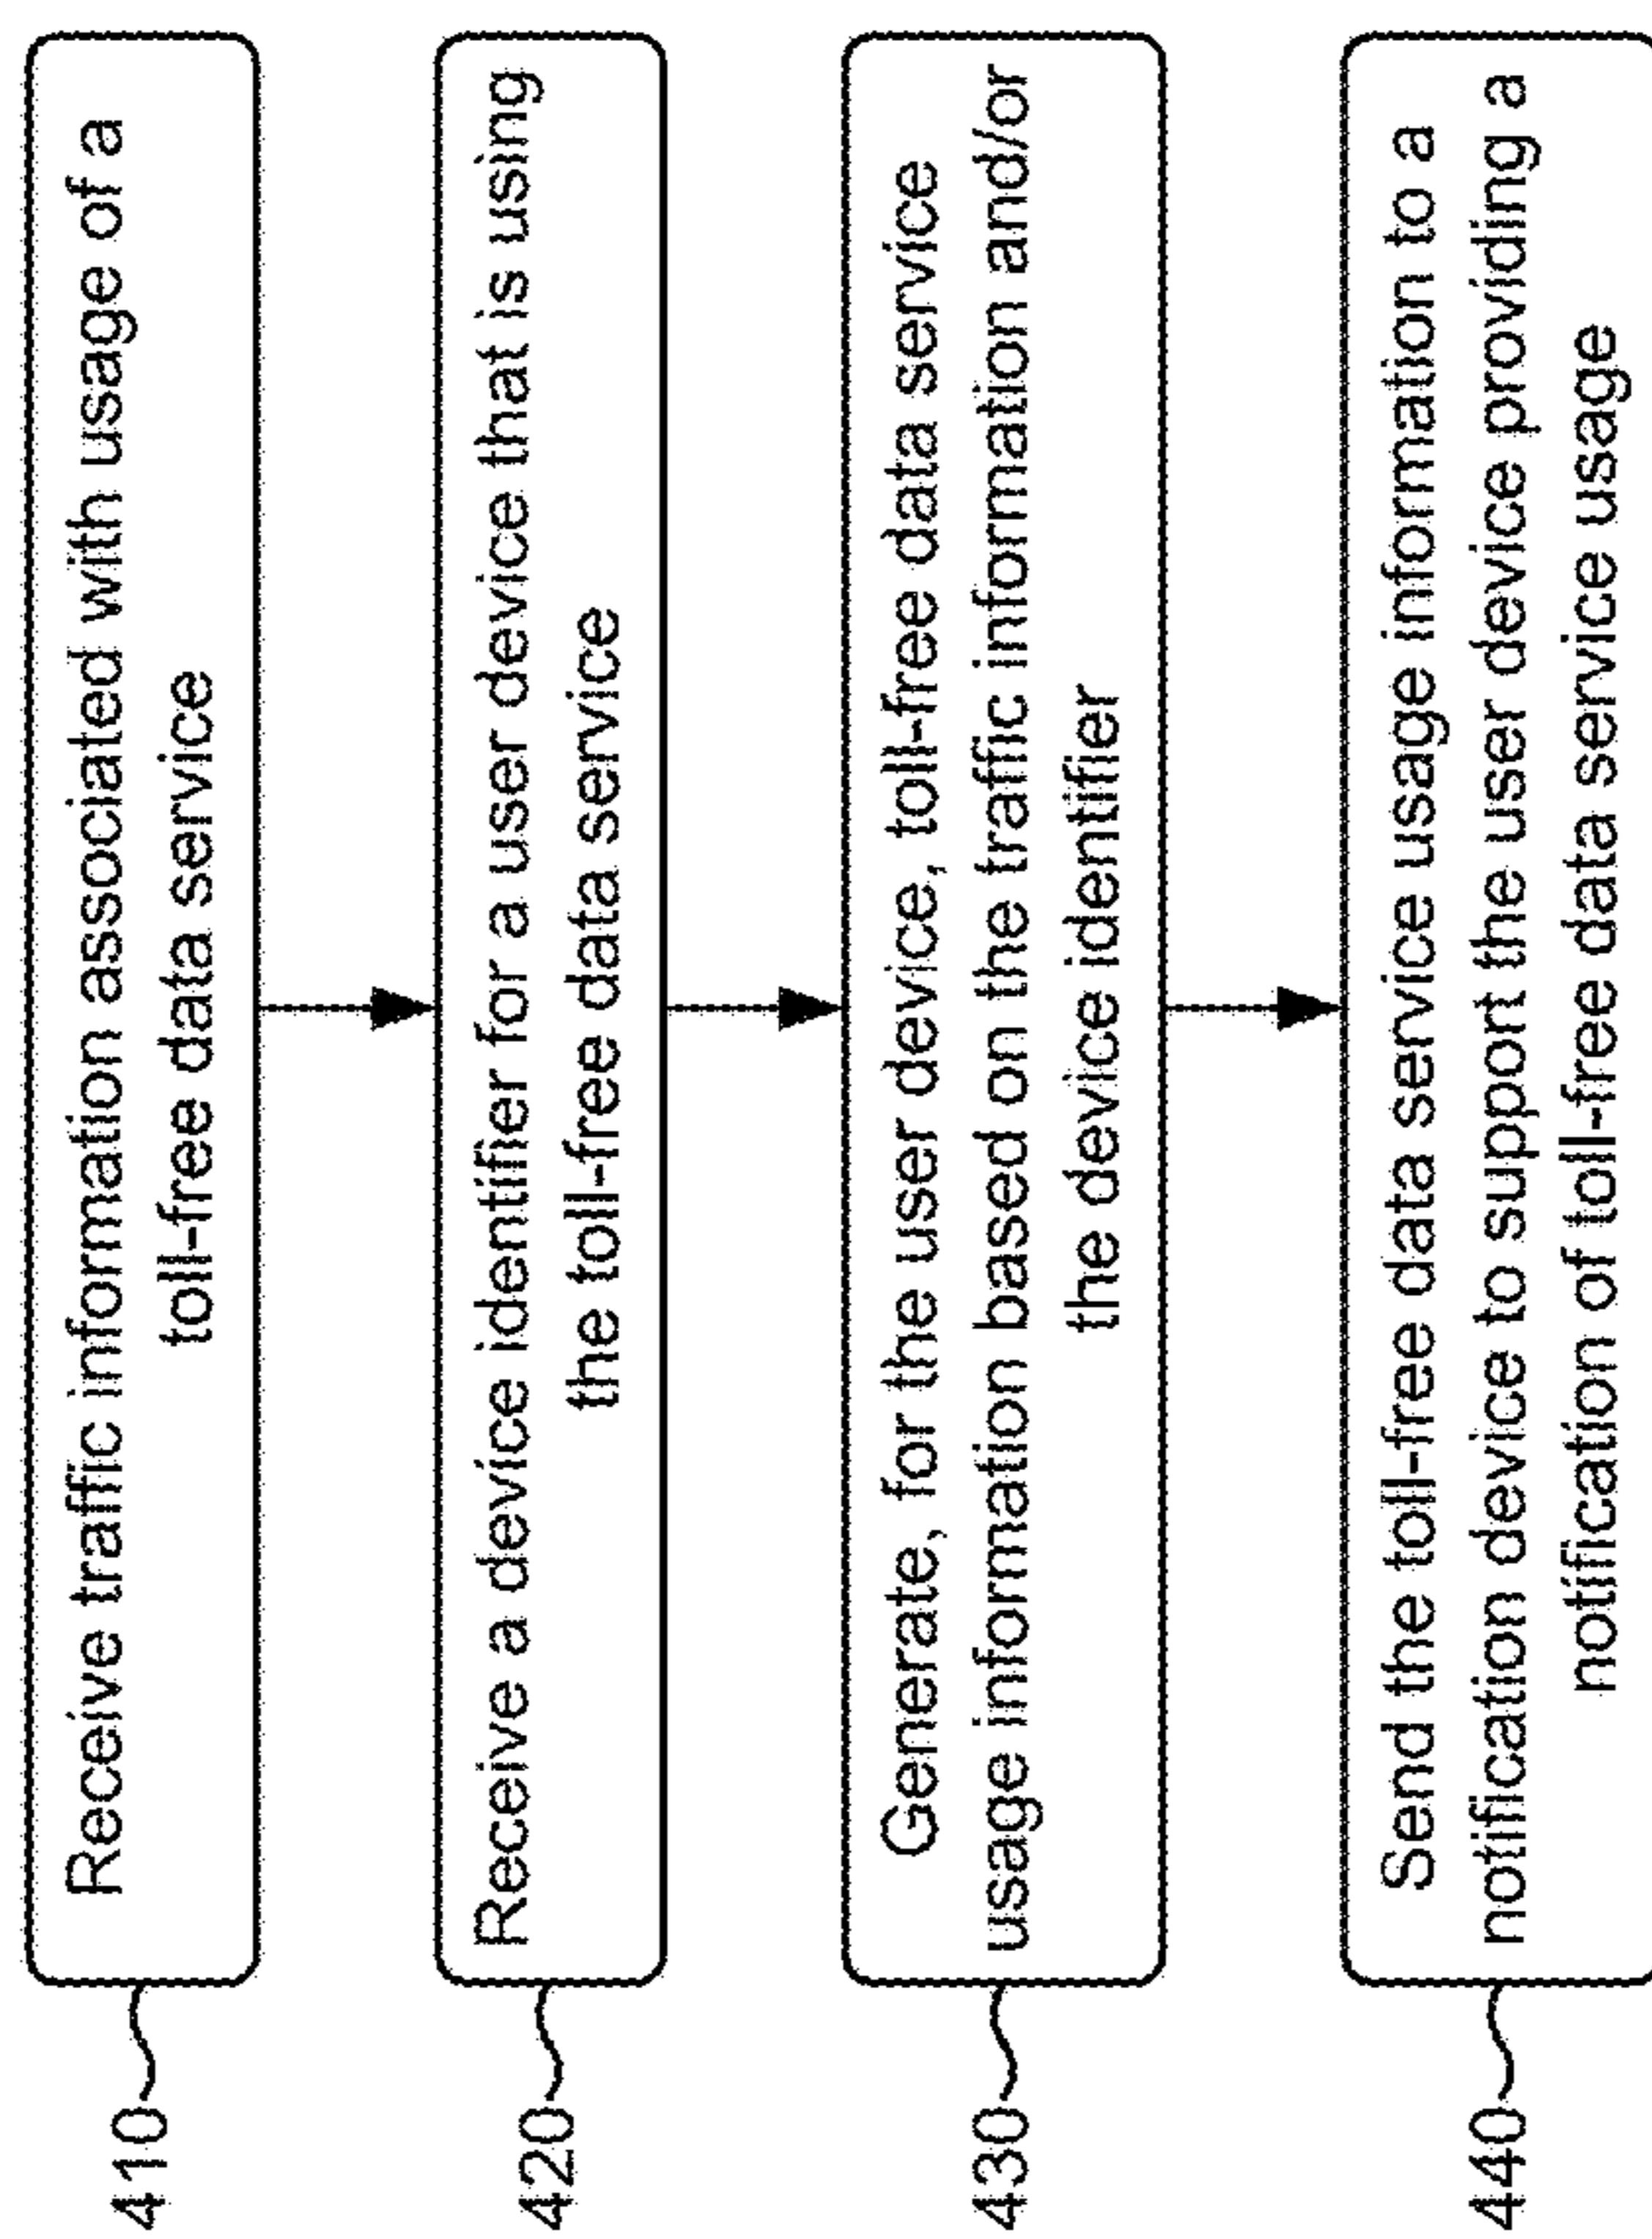 410
Receive traffic information associated with usage of a
toll-free data service
420
Receive a device identifier for a user device that is using
the toll-free data service
430
Generate, for the user device, toll-free data service
usage information based on the traffic information and/or
the device identifier
440
Send the toll-free data service usage information to a
notification device to support the user device providing a
notification of toll-free data service usage